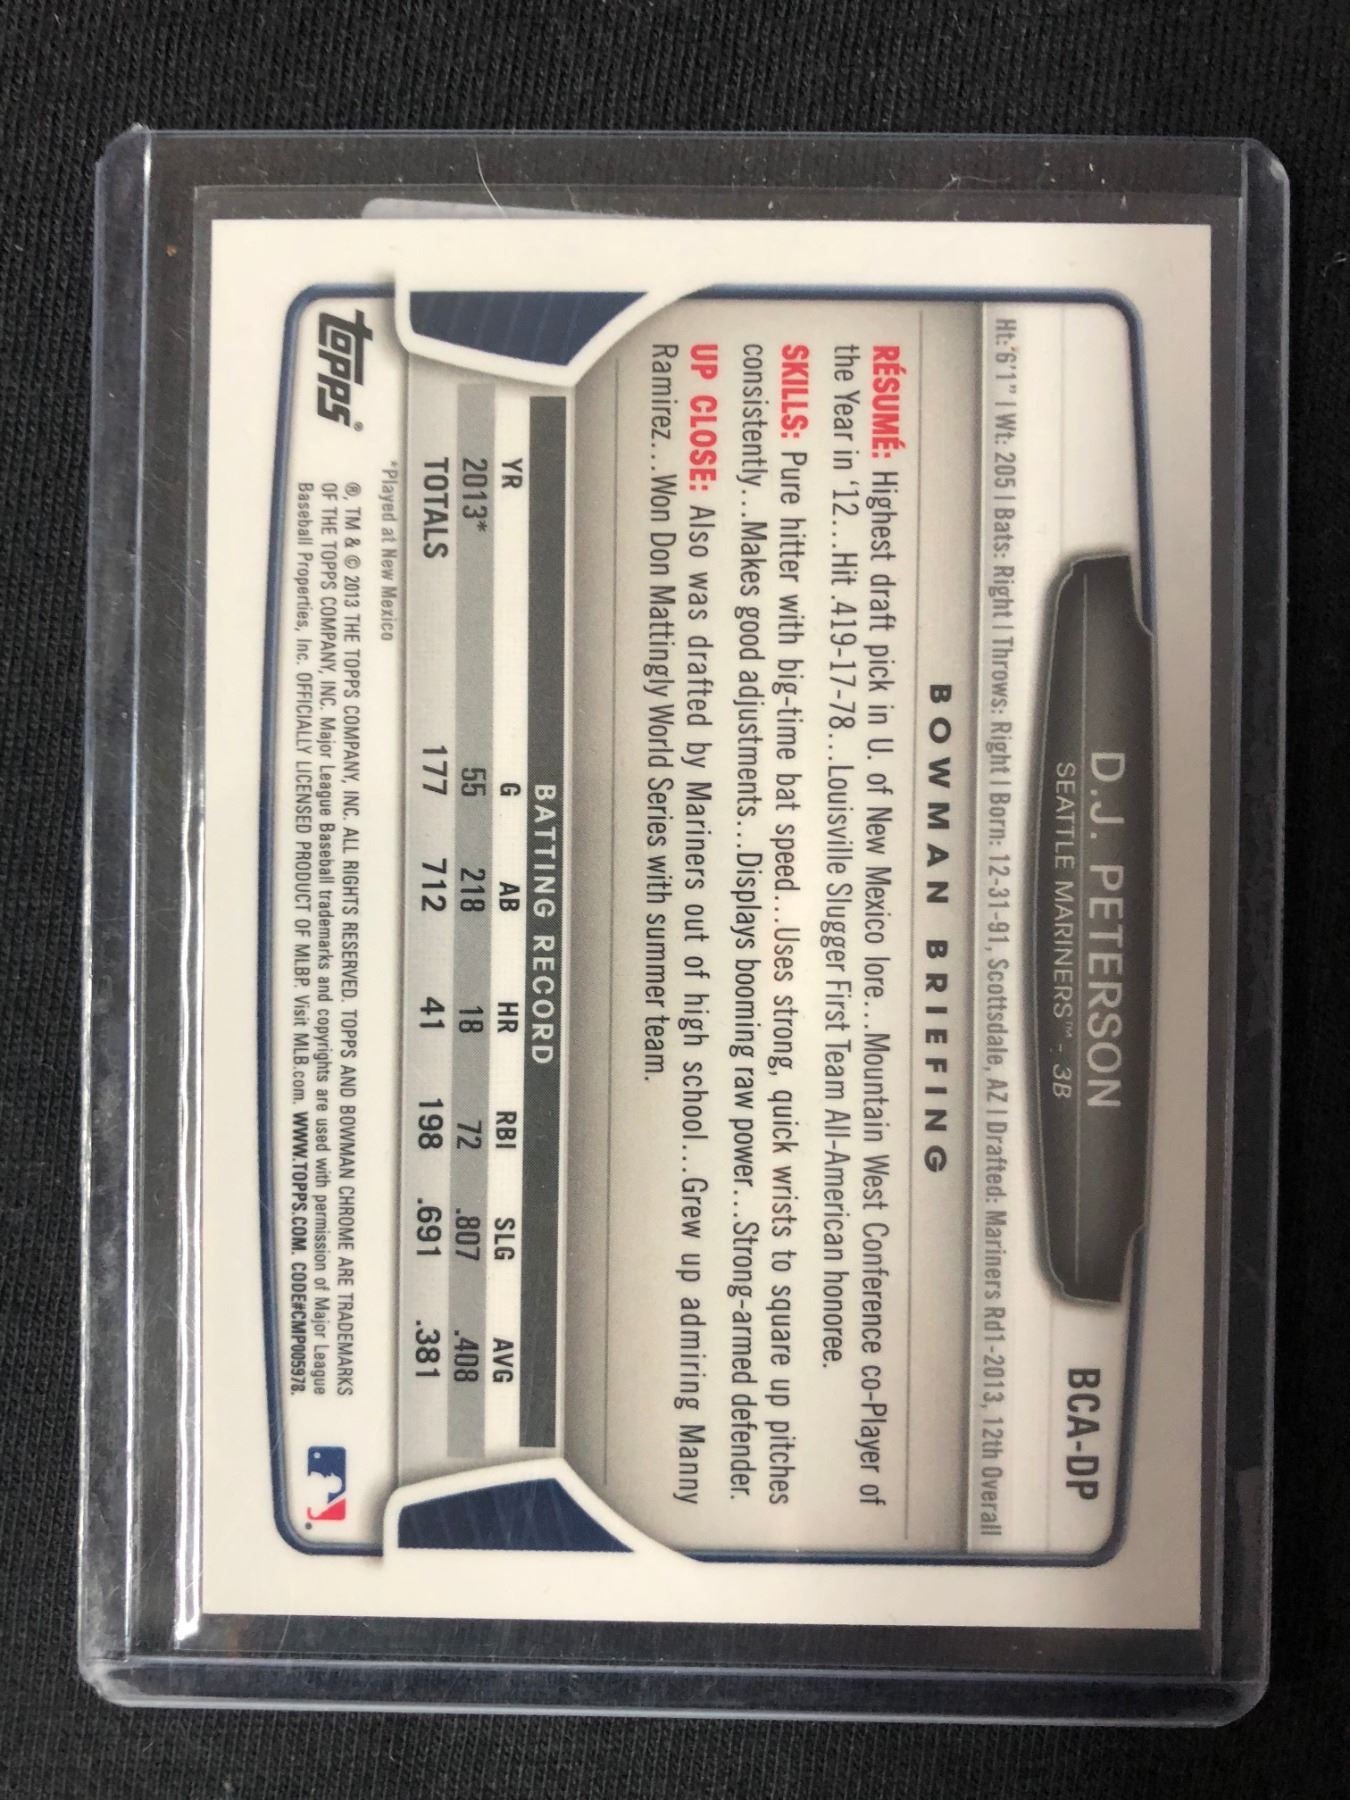 BCA-DP
D.J. PETERSON
SEATTLE MARINERS™ - 3B
Ht: 6'1" | Wt: 205 | Bats: Right | Throws: Right | Born: 12-31-91, Scottsdale, AZ | Drafted: Mariners Rd1-2013, 12th Overall
BOWMAN BRIEFING
RÉSUMÉ: Highest draft pick in U. of New Mexico lore...Mountain West Conference co-Player of
the Year in '12...Hit .419-17-78...Louisville Slugger First Team All-American honoree.
SKILLS: Pure hitter with big-time bat speed...Uses strong, quick wrists to square up pitches
consistently...Makes good adjustments...Displays booming raw power...Strong-armed defender.
UP CLOSE: Also was drafted by Mariners out of high school...Grew up admiring Manny
Ramirez...Won Don Mattingly World Series with summer team.
BATTING RECORD
YR G AB HR RBI SLG AVG
2013* 55 218 18 72 .807 .408
TOTALS 177 712 41 198 .691 .381
*Played at New Mexico
®, TM & © 2013 THE TOPPS COMPANY, INC. ALL RIGHTS RESERVED. TOPPS AND BOWMAN CHROME ARE TRADEMARKS
OF THE TOPPS COMPANY, INC. Major League Baseball trademarks and copyrights are used with permission of Major League
Baseball Properties, Inc. OFFICIALLY LICENSED PRODUCT OF MLBP. Visit MLB.com. WWW.TOPPS.COM. CODE#CMP005978.
topps®